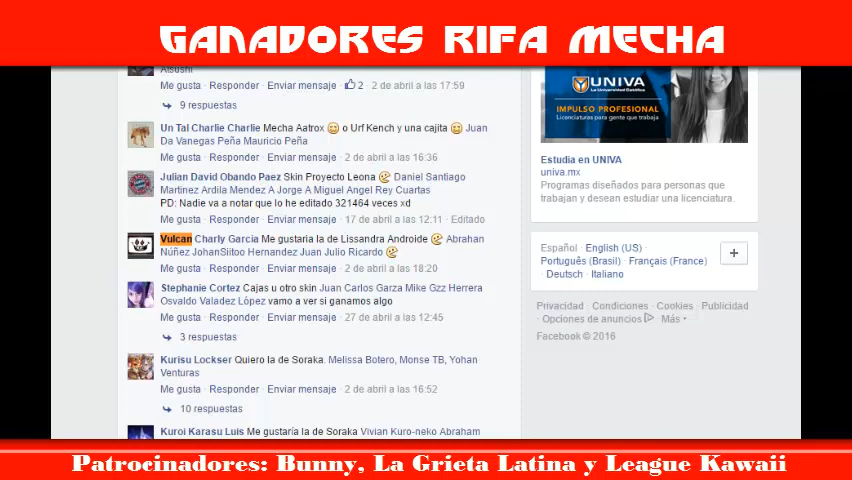 GANADORES RIFA MECHA
Atsushi
Me gusta · Responder · Enviar mensaje · 2 · 2 de abril a las 17:59
9 respuestas
Un Tal Charlie Charlie Mecha Aatrox o Urf Kench y una cajita Juan
Da Vanegas Peña Mauricio Peña
Me gusta · Responder · Enviar mensaje · 2 de abril a las 16:36
Julian David Obando Paez Skin Proyecto Leona Daniel Santiago
Martinez Ardila Mendez A Jorge A Miguel Angel Rey Cuartas
PD: Nadie va a notar que lo he editado 321464 veces xd
Me gusta · Responder · Enviar mensaje · 17 de abril a las 12:11 · Editado
Vulcan Charly Garcia Me gustaria la de Lissandra Androide Abrahan
Núñez JohanSiitoo Hernandez Juan Julio Ricardo
Me gusta · Responder · Enviar mensaje · 2 de abril a las 18:20
Stephanie Cortez Cajas u otro skin Juan Carlos Garza Mike Gzz Herrera
Osvaldo Valadez López vamo a ver si ganamos algo
Me gusta · Responder · Enviar mensaje · 27 de abril a las 12:45
3 respuestas
Kurisu Lockser Quiero la de Soraka. Melissa Botero, Monse TB, Yohan
Venturas
Me gusta · Responder · Enviar mensaje · 2 de abril a las 16:52
10 respuestas
Kuroi Karasu Luis Me gustaría la de Soraka Vivian Kuro-neko Abraham
UNIVA
La Universidad Católica
IMPULSO PROFESIONAL
Licenciaturas para gente que trabaja
Estudia en UNIVA
univa.mx
Programas diseñados para personas que
trabajan y desean estudiar una licenciatura.
Español · English (US) ·
Português (Brasil) · Français (France)
· Deutsch · Italiano
+
Privacidad · Condiciones · Cookies · Publicidad
· Opciones de anuncios · Más
Facebook © 2016
Patrocinadores: Bunny, La Grieta Latina y League Kawaii